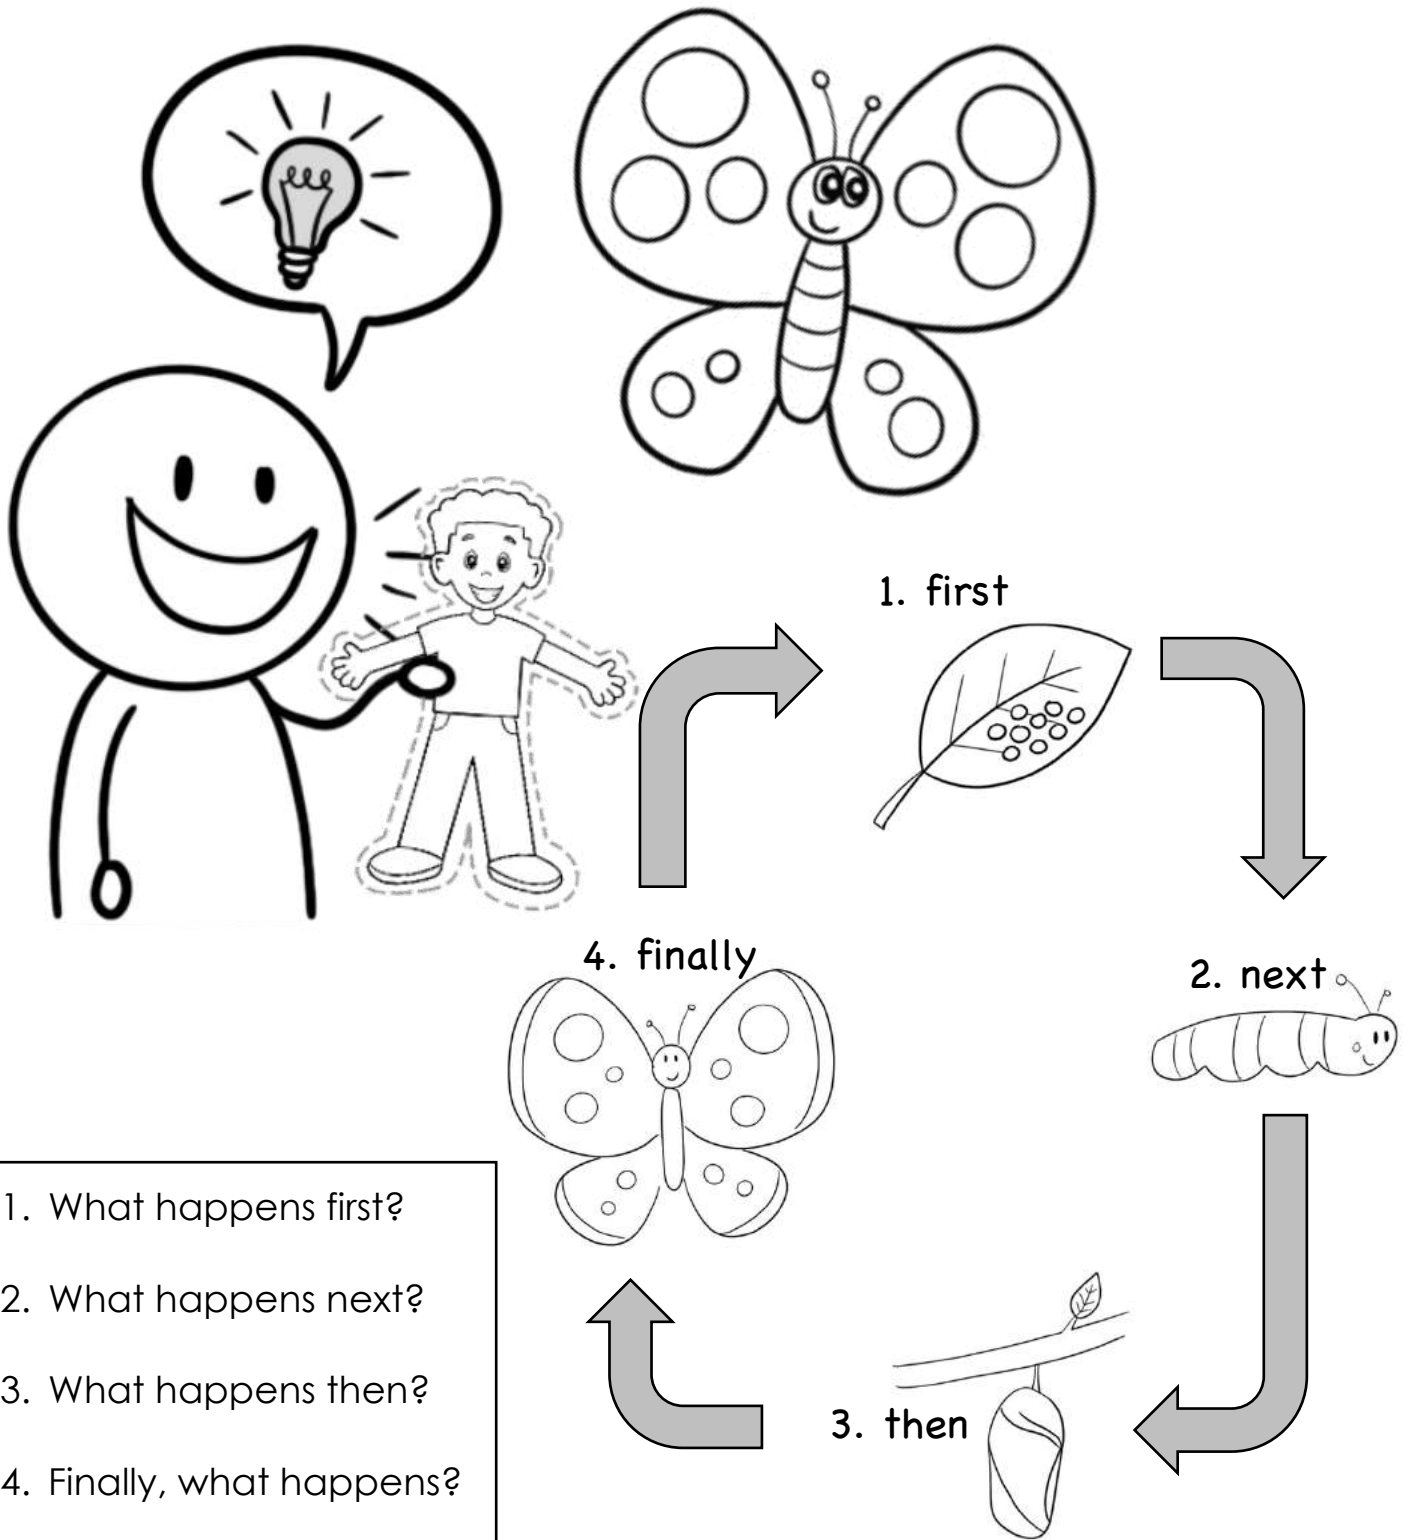 1. first
2. next
3. then
4. finally
1. What happens first?
2. What happens next?
3. What happens then?
4. Finally, what happens?